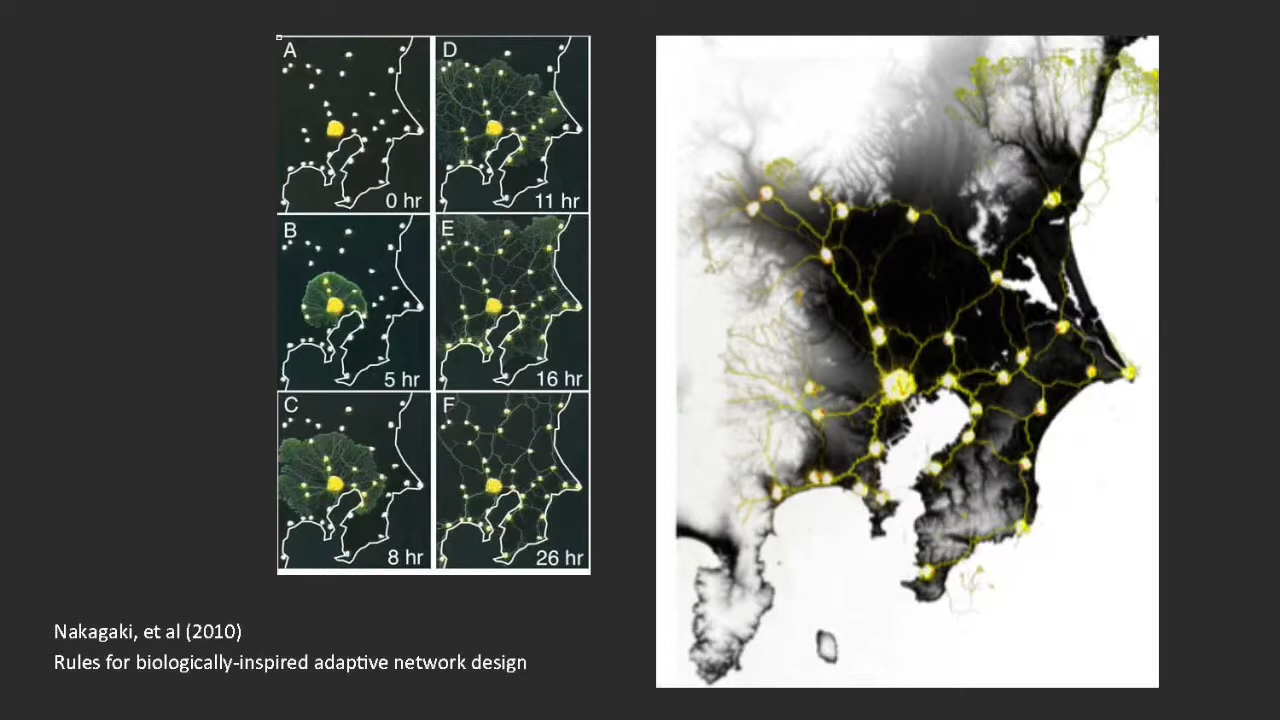 A
0 hr
D
11 hr
B
5 hr
E
16 hr
C
8 hr
F
26 hr
Nakagaki, et al (2010)
Rules for biologically-inspired adaptive network design